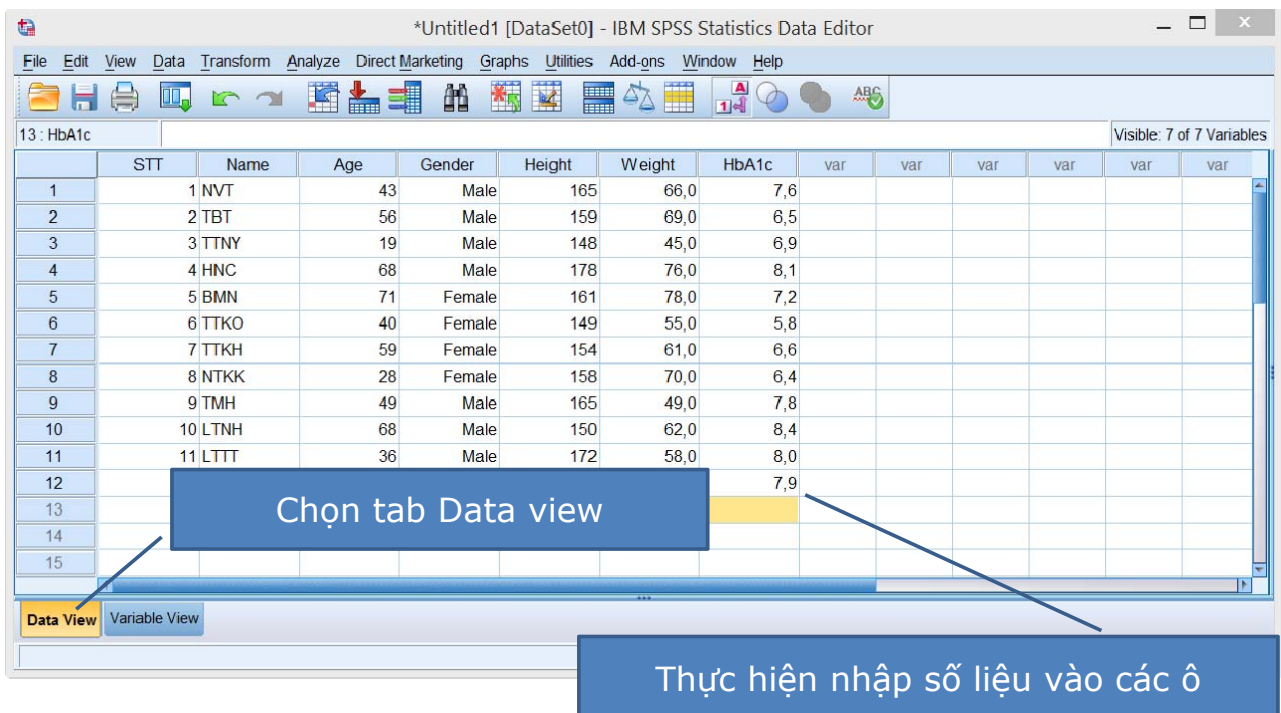 *Untitled1 [DataSet0] - IBM SPSS Statistics Data Editor
File Edit View Data Transform Analyze Direct Marketing Graphs Utilities Add-ons Window Help
13 : HbA1c Visible: 7 of 7 Variables
STT Name Age Gender Height Weight HbA1c var var var var var var
1 1 NVT 43 Male 165 66,0 7,6
2 2 TBT 56 Male 159 69,0 6,5
3 3 TTNY 19 Male 148 45,0 6,9
4 4 HNC 68 Male 178 76,0 8,1
5 5 BMN 71 Female 161 78,0 7,2
6 6 TTKO 40 Female 149 55,0 5,8
7 7 TTKH 59 Female 154 61,0 6,6
8 8 NTKK 28 Female 158 70,0 6,4
9 9 TMH 49 Male 165 49,0 7,8
10 10 LTNH 68 Male 150 62,0 8,4
11 11 LTTT 36 Male 172 58,0 8,0
12 7,9
13
14
15
Chọn tab Data view
Data View Variable View
Thực hiện nhập số liệu vào các ô